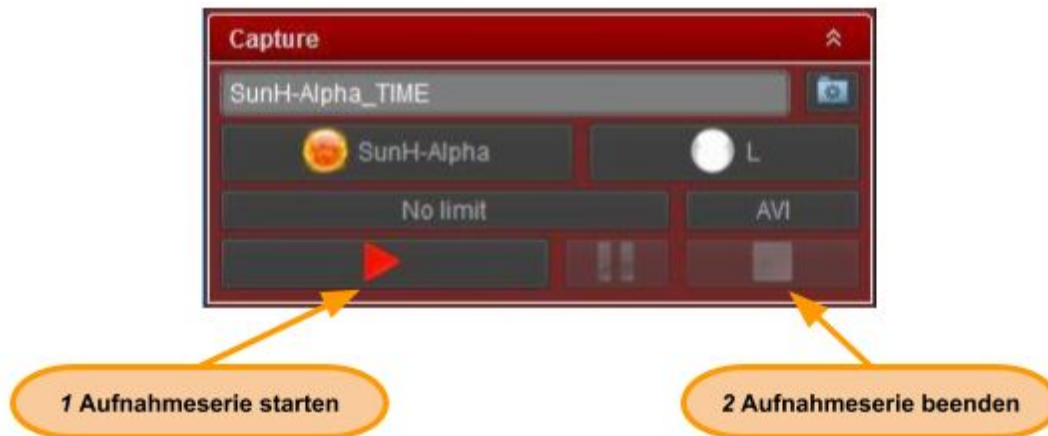 Capture
SunH-Alpha_TIME
SunH-Alpha L
No limit AVI
1 Aufnahmeserie starten 2 Aufnahmeserie beenden